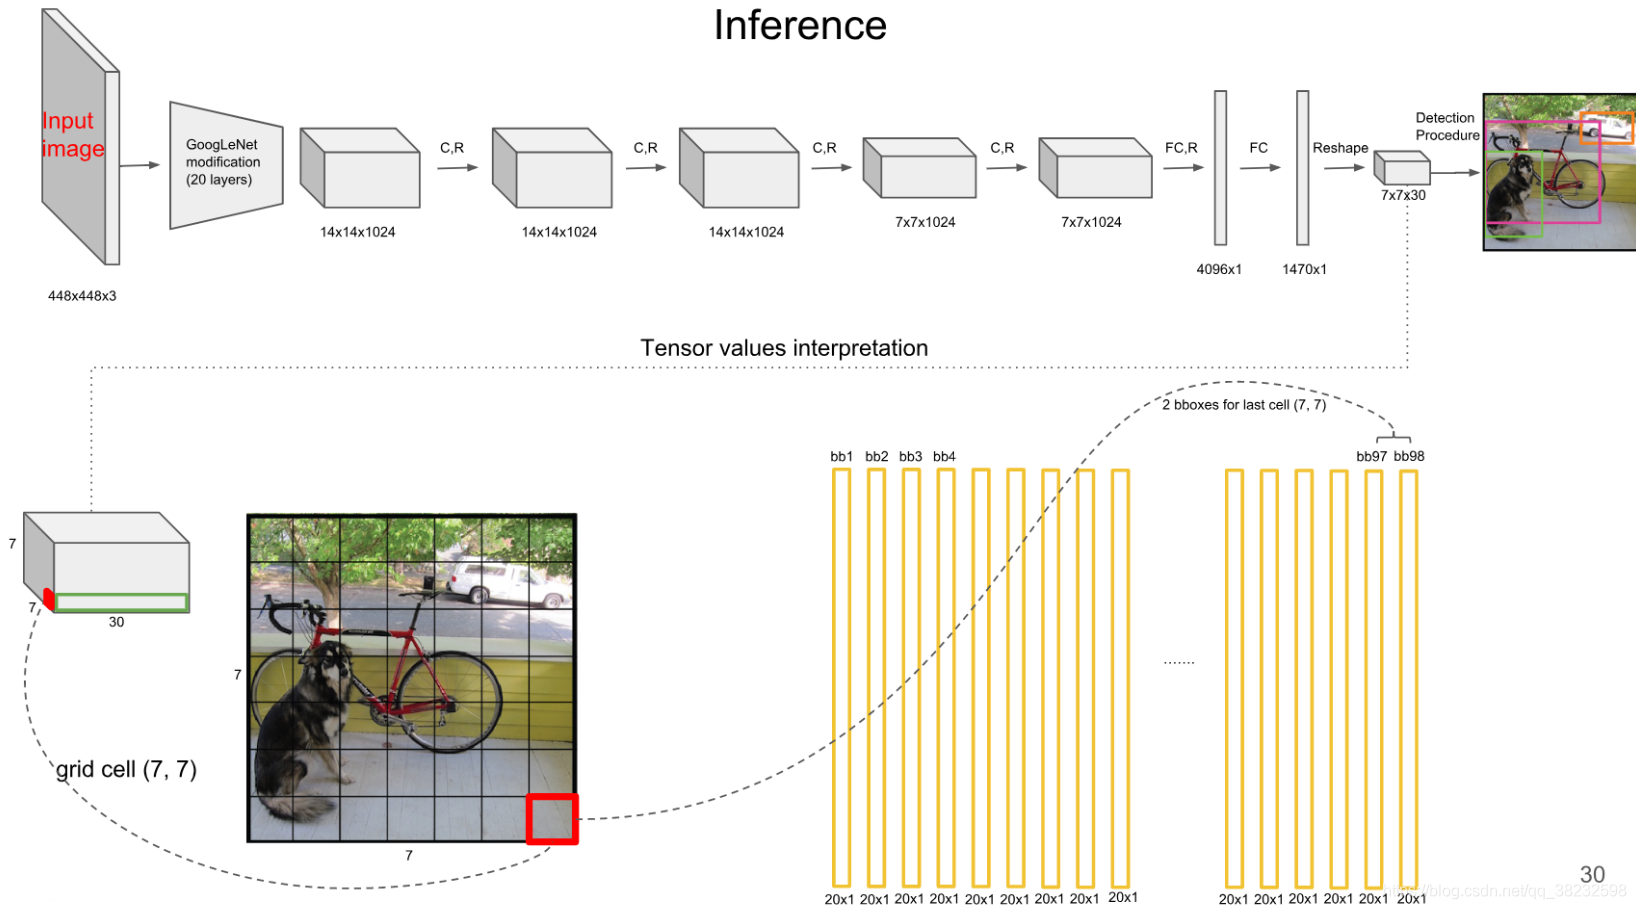 Inference
Input
image
448x448x3
GoogLeNet
modification
(20 layers)
14x14x1024
C,R
14x14x1024
C,R
14x14x1024
C,R
7x7x1024
C,R
7x7x1024
FC,R
4096x1
FC
1470x1
Reshape
7x7x30
Detection
Procedure
Tensor values interpretation
2 bboxes for last cell (7, 7)
bb1 bb2 bb3 bb4
bb97 bb98
7
7
30
7
7
grid cell (7, 7)
.......
20x1 20x1 20x1 20x1 20x1 20x1 20x1 20x1 20x1
20x1 20x1 20x1 20x1 20x1 20x1
30
https://blog.csdn.net/qq_38232598